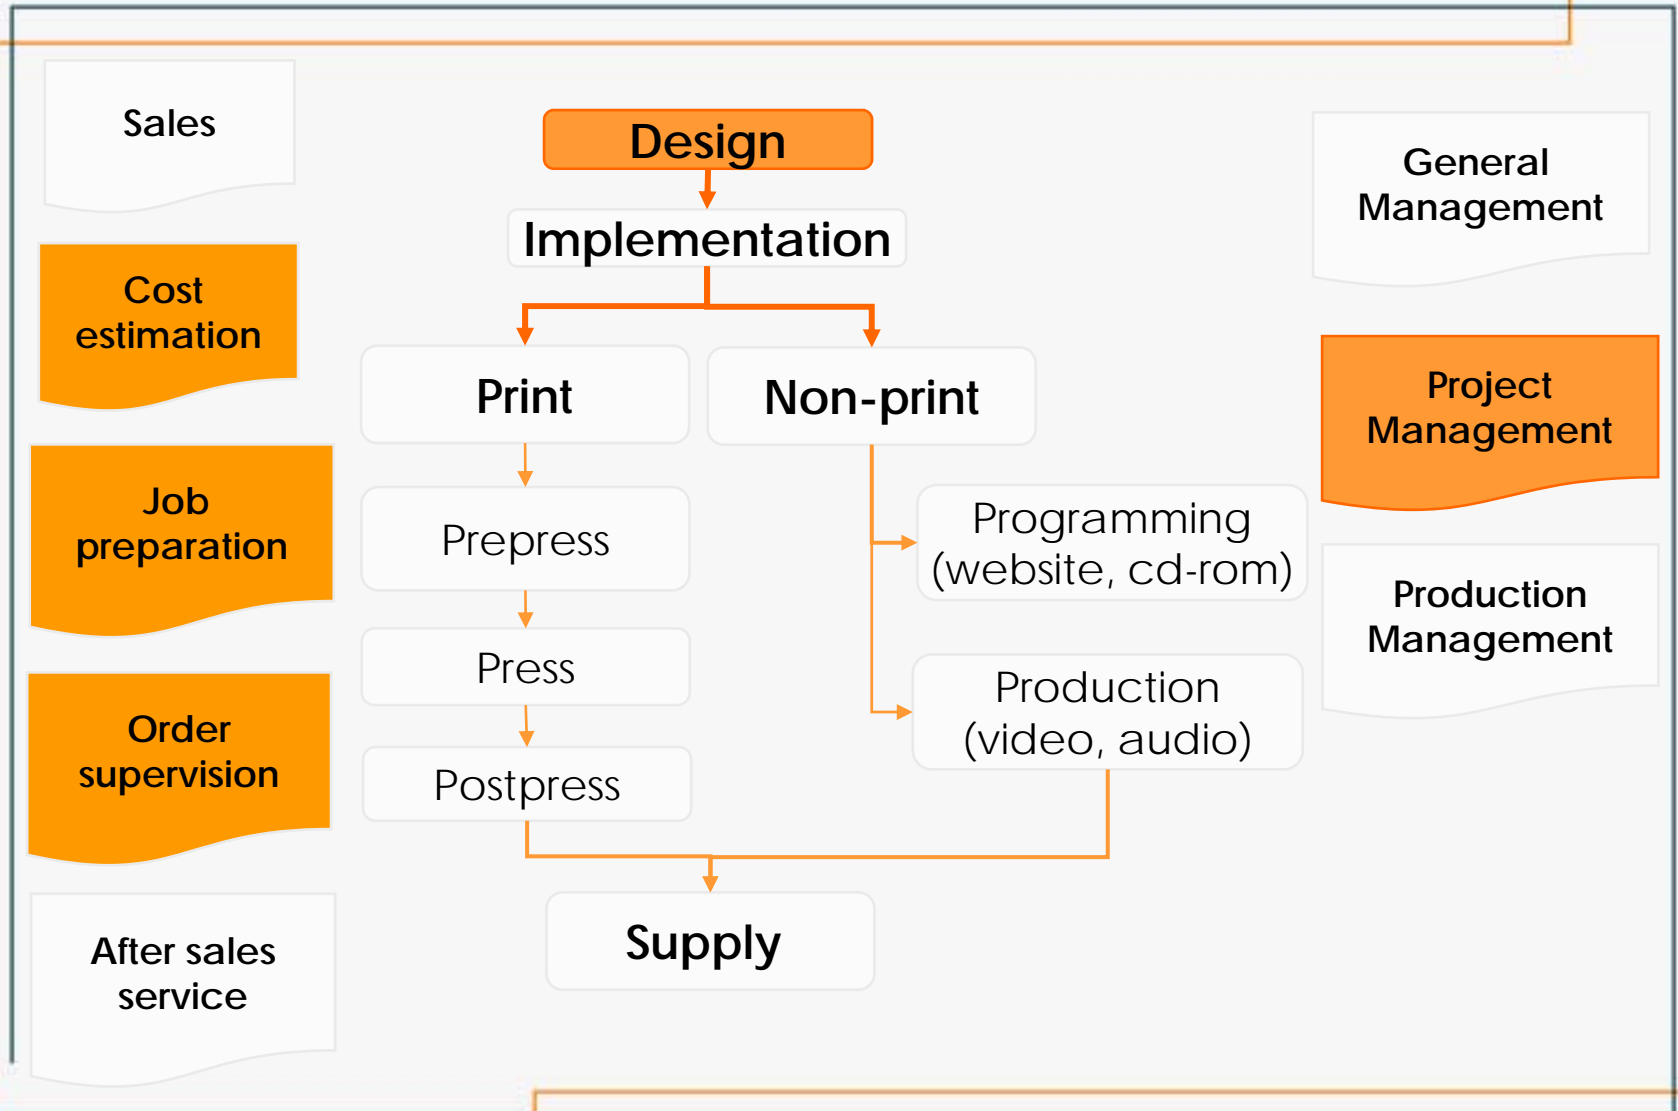 Sales
Cost
estimation
Job
preparation
Order
supervision
After sales
service
Design
Implementation
Print
Non-print
Prepress
Press
Postpress
Programming
(website, cd-rom)
Production
(video, audio)
Supply
General
Management
Project
Management
Production
Management